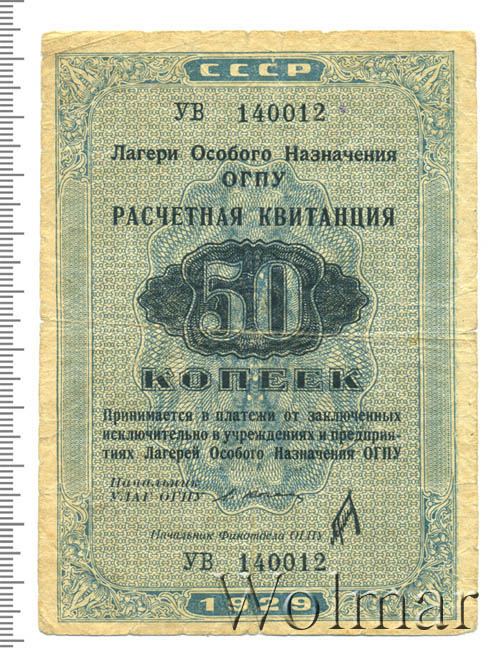 СССР
УВ 140012
Лагери Особого Назначения
ОГПУ
РАСЧЕТНАЯ КВИТАНЦИЯ
50
КОПЕЕК
Принимается в платежи от заключенных
исключительно в учреждениях и предприя-
тиях Лагерей Особого Назначения ОГПУ
Начальник
УЛАГ ОГПУ
Начальник Финотдела ОГПУ
УВ 140012
1929
Wolmar